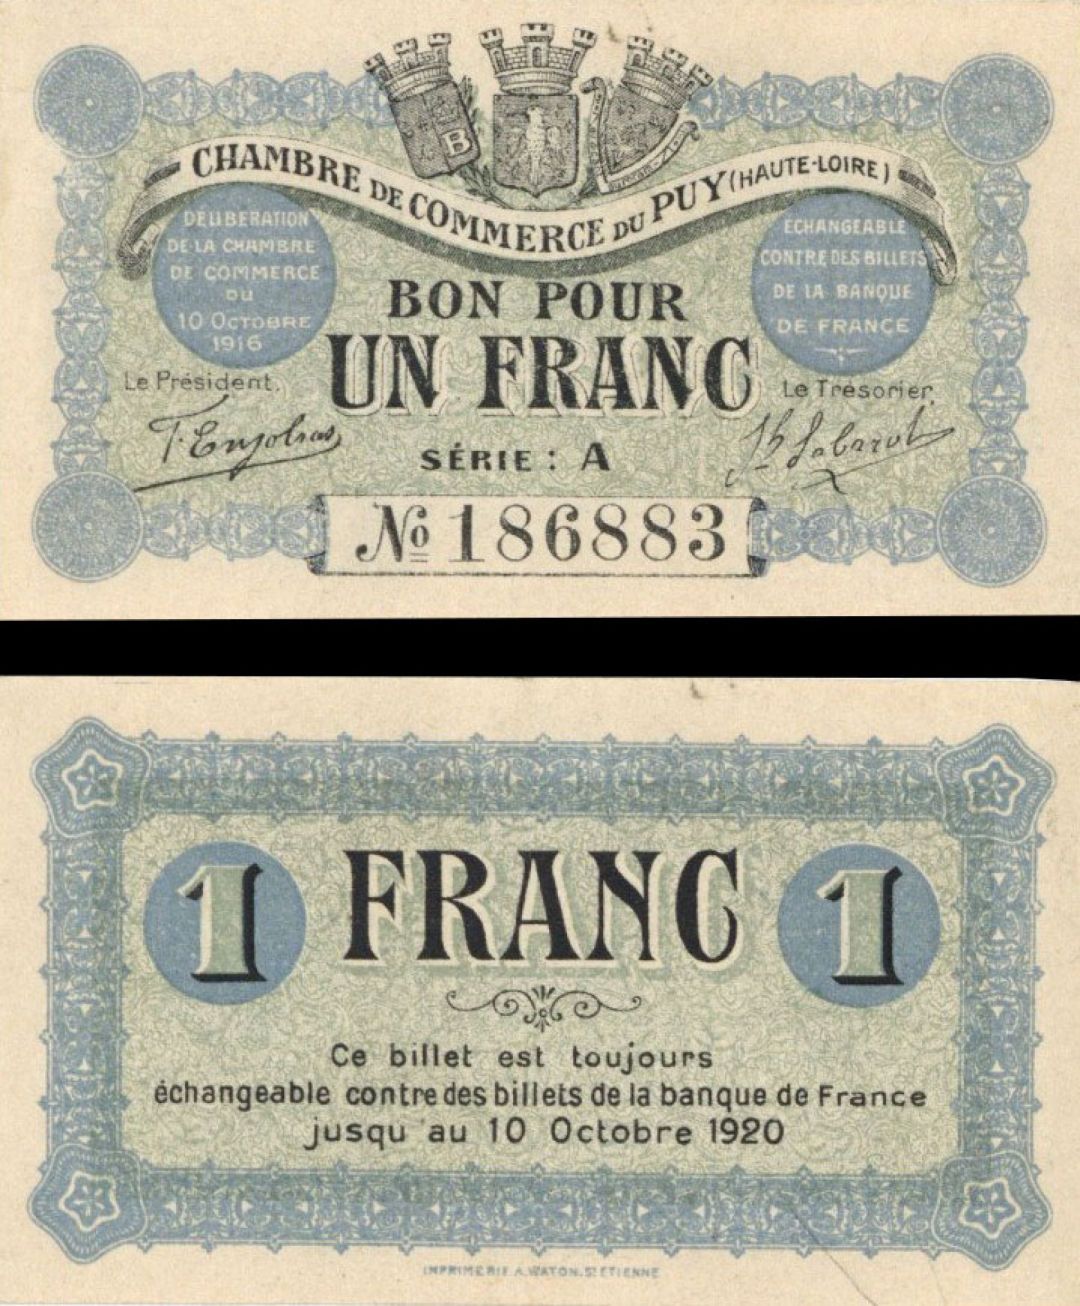 B
CHAMBRE DE COMMERCE DU PUY (HAUTE-LOIRE)
DÉLIBÉRATION
DE LA CHAMBRE
DE COMMERCE
DU
10 OCTOBRE
1916
ECHANGEABLE
CONTRE DES BILLETS
DE LA BANQUE
DE FRANCE
BON POUR
UN FRANC
Le Président,
Le Trésorier,
T. Enjolras
SÉRIE : A
No 186883
1 FRANC 1
Ce billet est toujours
échangeable contre des billets de la banque de France
jusqu'au 10 Octobre 1920
IMPRIMERIE A. WATON. ST ETIENNE